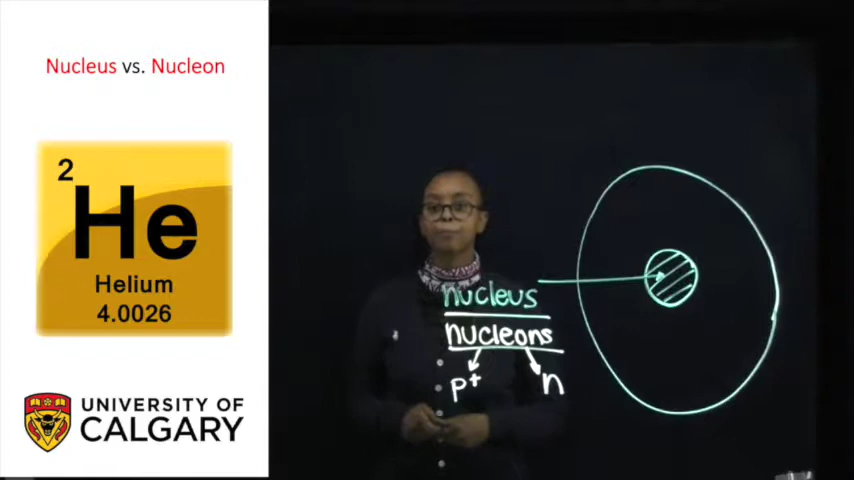 Nucleus vs. Nucleon
2
He
Helium
4.0026
UNIVERSITY OF
CALGARY
nucleus
nucleons
p+ n